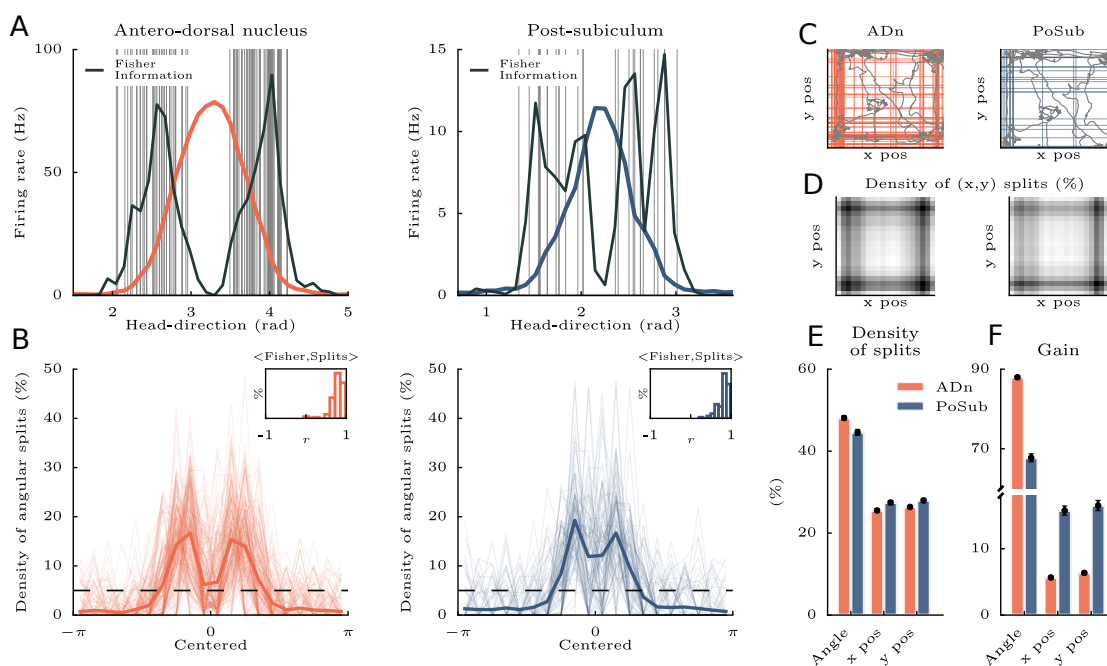 A
Antero-dorsal nucleus
Fisher
Information
Firing rate (Hz)
100
50
0
2
3
4
5
Head-direction (rad)
Post-subiculum
Fisher
Information
Firing rate (Hz)
15
10
5
0
1
2
3
Head-direction (rad)
B
Density of angular splits (%)
50
40
30
20
10
0
−π
0
π
Centered
<Fisher,Splits>
%
-1
r
1
Density of angular splits (%)
50
40
30
20
10
0
−π
0
π
Centered
<Fisher,Splits>
%
-1
r
1
C
ADn
y pos
x pos
PoSub
y pos
x pos
D
Density of (x,y) splits (%)
y pos
x pos
y pos
x pos
E
Density
of splits
(%)
60
40
20
0
Angle
x pos
y pos
ADn
PoSub
F
Gain
90
70
10
0
Angle
x pos
y pos